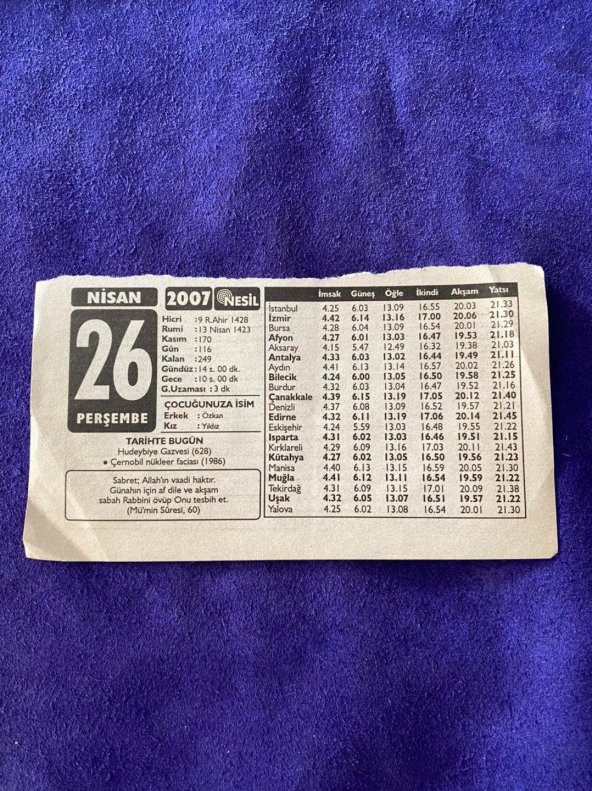 NİSAN
26
PERŞEMBE
2007 NESİL
Hicri :9 R.Ahir 1428
Rumi :13 Nisan 1423
Kasım :170
Gün :116
Kalan :249
Gündüz :14 s. 00 dk.
Gece :10 s. 00 dk
G.Uzaması : 3 dk
ÇOCUĞUNUZA İSİM
Erkek : Özkan
Kız : Yıldız
TARİHTE BUGÜN
Hudeybiye Gazvesi (628)
• Çernobil nükleer faciası (1986)
Sabret; Allah'ın vaadi haktır.
Günahın için af dile ve akşam
sabah Rabbini övüp Onu tesbih et.
(Mü'min Sûresi, 60)
İmsak Güneş Öğle İkindi Akşam Yatsı
İstanbul 4.25 6.03 13.09 16.55 20.03 21.33
İzmir 4.42 6.14 13.16 17.00 20.06 21.30
Bursa 4.28 6.04 13.09 16.54 20.01 21.29
Afyon 4.27 6.01 13.03 16.47 19.53 21.18
Aksaray 4.15 5.47 12.49 16.32 19.38 21.03
Antalya 4.33 6.03 13.02 16.44 19.49 21.11
Aydın 4.41 6.13 13.14 16.57 20.02 21.26
Bilecik 4.24 6.00 13.05 16.50 19.58 21.25
Burdur 4.32 6.03 13.04 16.47 19.52 21.16
Çanakkale 4.39 6.15 13.19 17.05 20.12 21.40
Denizli 4.37 6.08 13.09 16.52 19.57 21.21
Edirne 4.32 6.11 13.19 17.06 20.14 21.45
Eskişehir 4.24 5.59 13.03 16.48 19.55 21.22
Isparta 4.31 6.02 13.03 16.46 19.51 21.15
Kırklareli 4.29 6.09 13.16 17.03 20.11 21.43
Kütahya 4.27 6.02 13.05 16.50 19.56 21.23
Manisa 4.40 6.13 13.15 16.59 20.05 21.30
Muğla 4.41 6.12 13.11 16.54 19.59 21.22
Tekirdağ 4.31 6.09 13.15 17.01 20.09 21.38
Uşak 4.32 6.05 13.07 16.51 19.57 21.22
Yalova 4.25 6.02 13.08 16.54 20.01 21.30